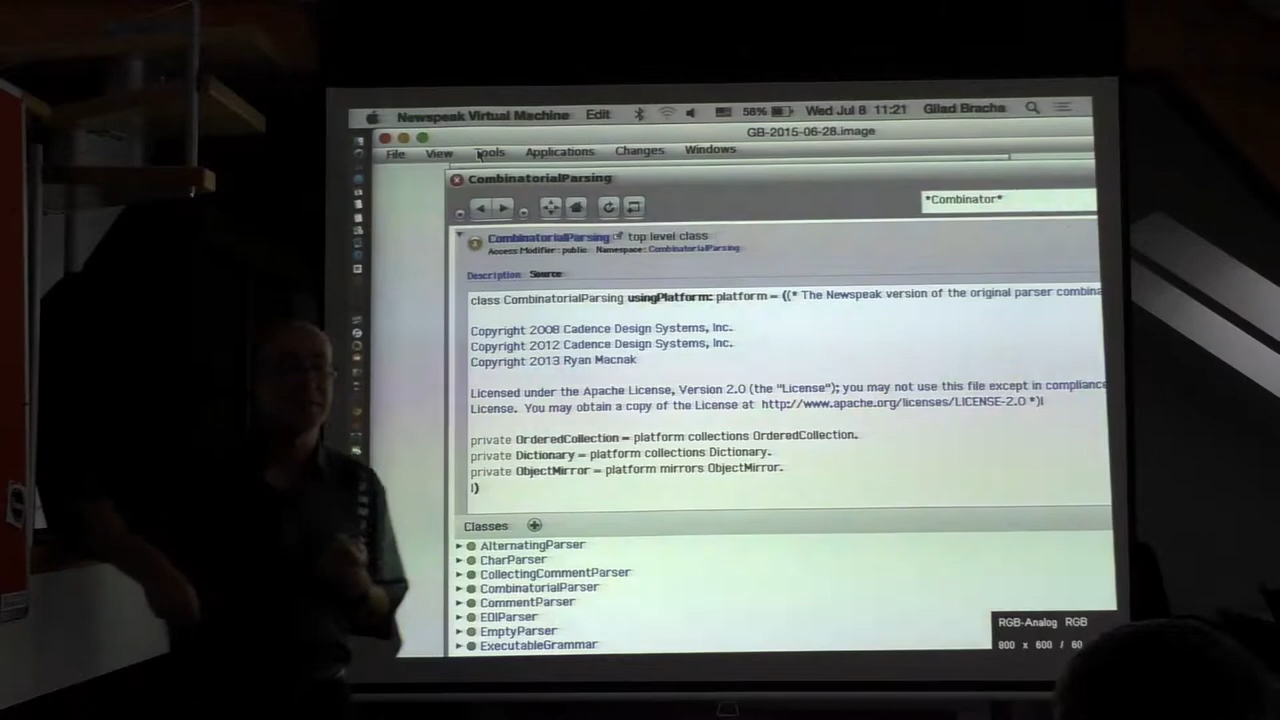 Newspeak Virtual Machine Edit 56% Wed Jul 8 11:21 Gilad Bracha
GB-2015-06-28.image
File View Tools Applications Changes Windows
CombinatorialParsing
*Combinator*
CombinatorialParsing top level class
Access Modifier: public Namespace: CombinatorialParsing
Description Source
class CombinatorialParsing usingPlatform: platform = ((* The Newspeak version of the original parser combina
Copyright 2008 Cadence Design Systems, Inc.
Copyright 2012 Cadence Design Systems, Inc.
Copyright 2013 Ryan Macnak
Licensed under the Apache License, Version 2.0 (the "License"); you may not use this file except in compliance
License. You may obtain a copy of the License at http://www.apache.org/licenses/LICENSE-2.0 *)|
private OrderedCollection = platform collections OrderedCollection.
private Dictionary = platform collections Dictionary.
private ObjectMirror = platform mirrors ObjectMirror.
|)
Classes
AlternatingParser
CharParser
CollectingCommentParser
CombinatorialParser
CommentParser
EOIParser
EmptyParser
ExecutableGrammar
RGB-Analog RGB
800 x 600 / 60